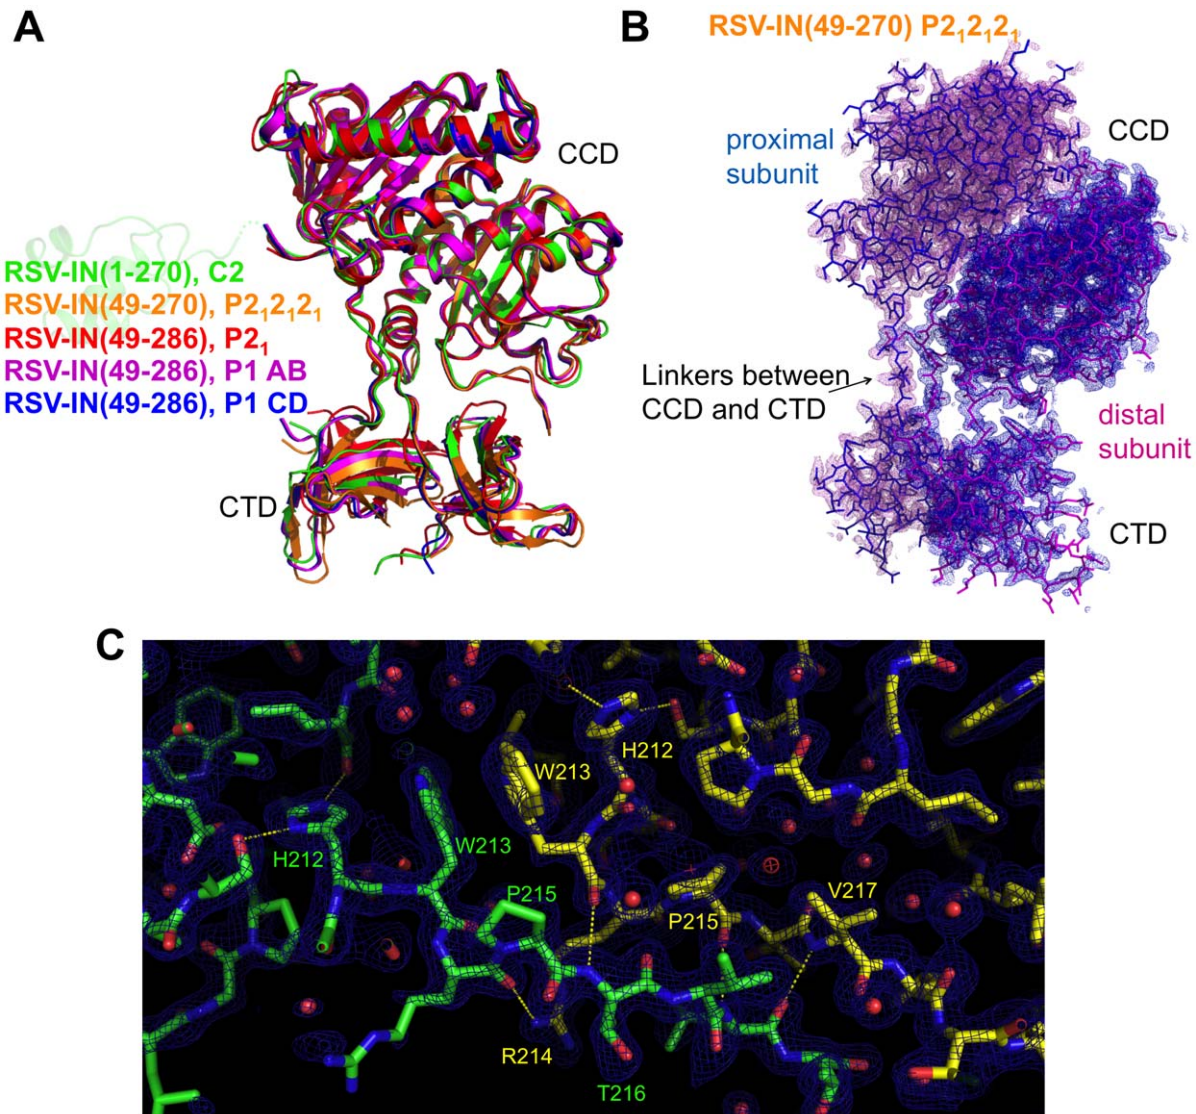 A
CCD
RSV-IN(1-270), C2
RSV-IN(49-270), P2₁2₁2₁
RSV-IN(49-286), P2₁
RSV-IN(49-286), P1 AB
RSV-IN(49-286), P1 CD
CTD
B
RSV-IN(49-270) P2₁2₁2₁
proximal
subunit
CCD
Linkers between
CCD and CTD
distal
subunit
CTD
C
H212
W213
H212
W213
P215
P215
V217
R214
T216